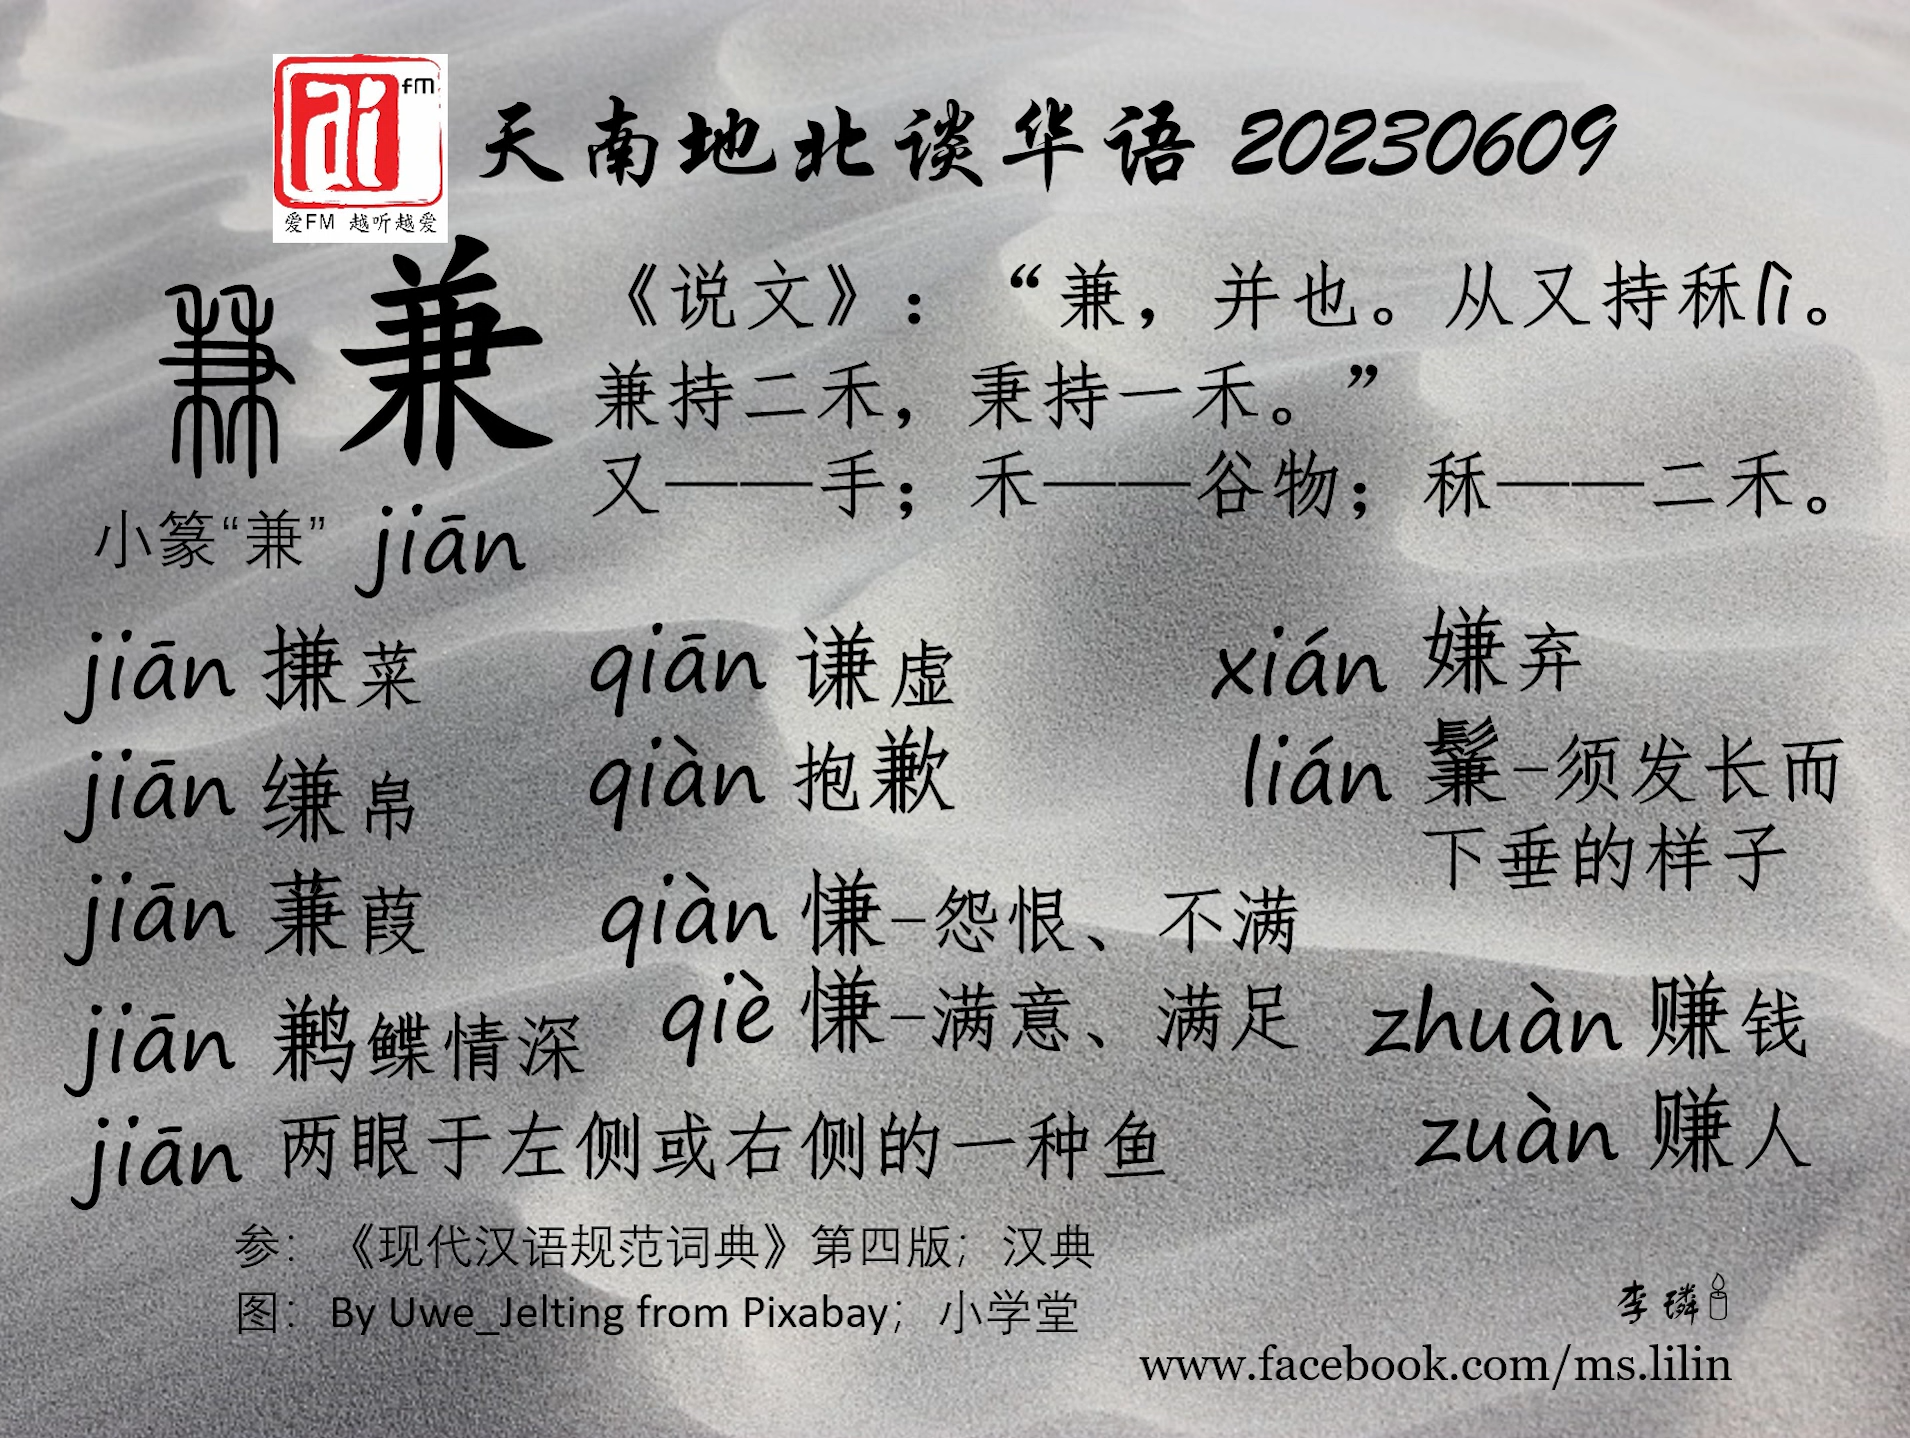 ai fm
爱FM 越听越爱
天南地北谈华语 20230609
兼 兼
小篆“兼” jiān
《说文》：“兼，并也。从又持秝lì。
兼持二禾，秉持一禾。”
又——手；禾——谷物；秝——二禾。
jiān 搛菜
jiān 缣帛
jiān 蒹葭
jiān 鹣鲽情深
jiān 两眼于左侧或右侧的一种鱼
qiān 谦虚
qiàn 抱歉
qiàn 慊–怨恨、不满
qiè 慊–满意、满足
xián 嫌弃
lián 鬑–须发长而
下垂的样子
zhuàn 赚钱
zuàn 赚人
参：《现代汉语规范词典》第四版；汉典
图：By Uwe_Jelting from Pixabay；小学堂
李璘
www.facebook.com/ms.lilin